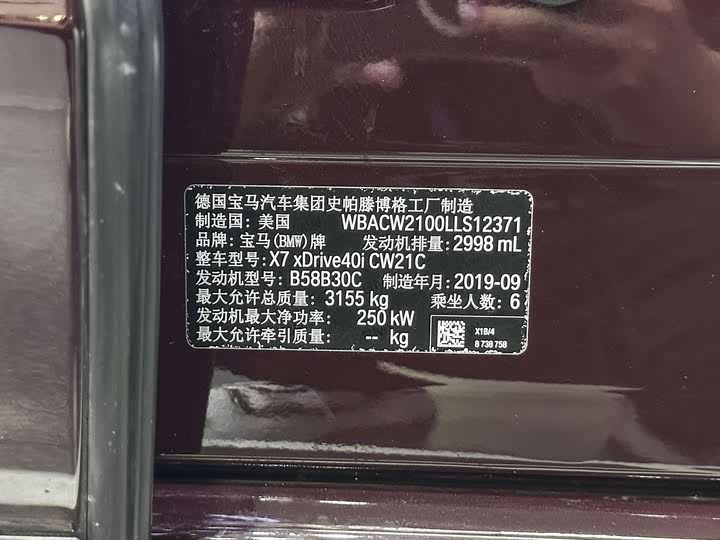 德国宝马汽车集团史帕滕博格工厂制造
制造国: 美国 WBACW2100LLS12371
品牌: 宝马(BMW)牌 发动机排量: 2998 mL
整车型号: X7 xDrive40i CW21C
发动机型号: B58B30C 制造年月: 2019-09
最大允许总质量: 3155 kg 乘坐人数: 6
发动机最大净功率: 250 kW
最大允许牵引质量: -- kg
X1B/4
8 738 758